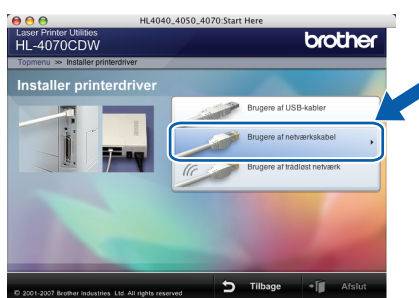 HL4040_4050_4070:Start Here
Laser Printer Utilities
HL-4070CDW
brother
Topmenu >> Installer printerdriver
Installer printerdriver
Brugere af USB-kabler
Brugere af netværkskabel
Brugere af trådløst netværk
© 2001-2007 Brother Industries Ltd All rights reserved
Tilbage
Afslut